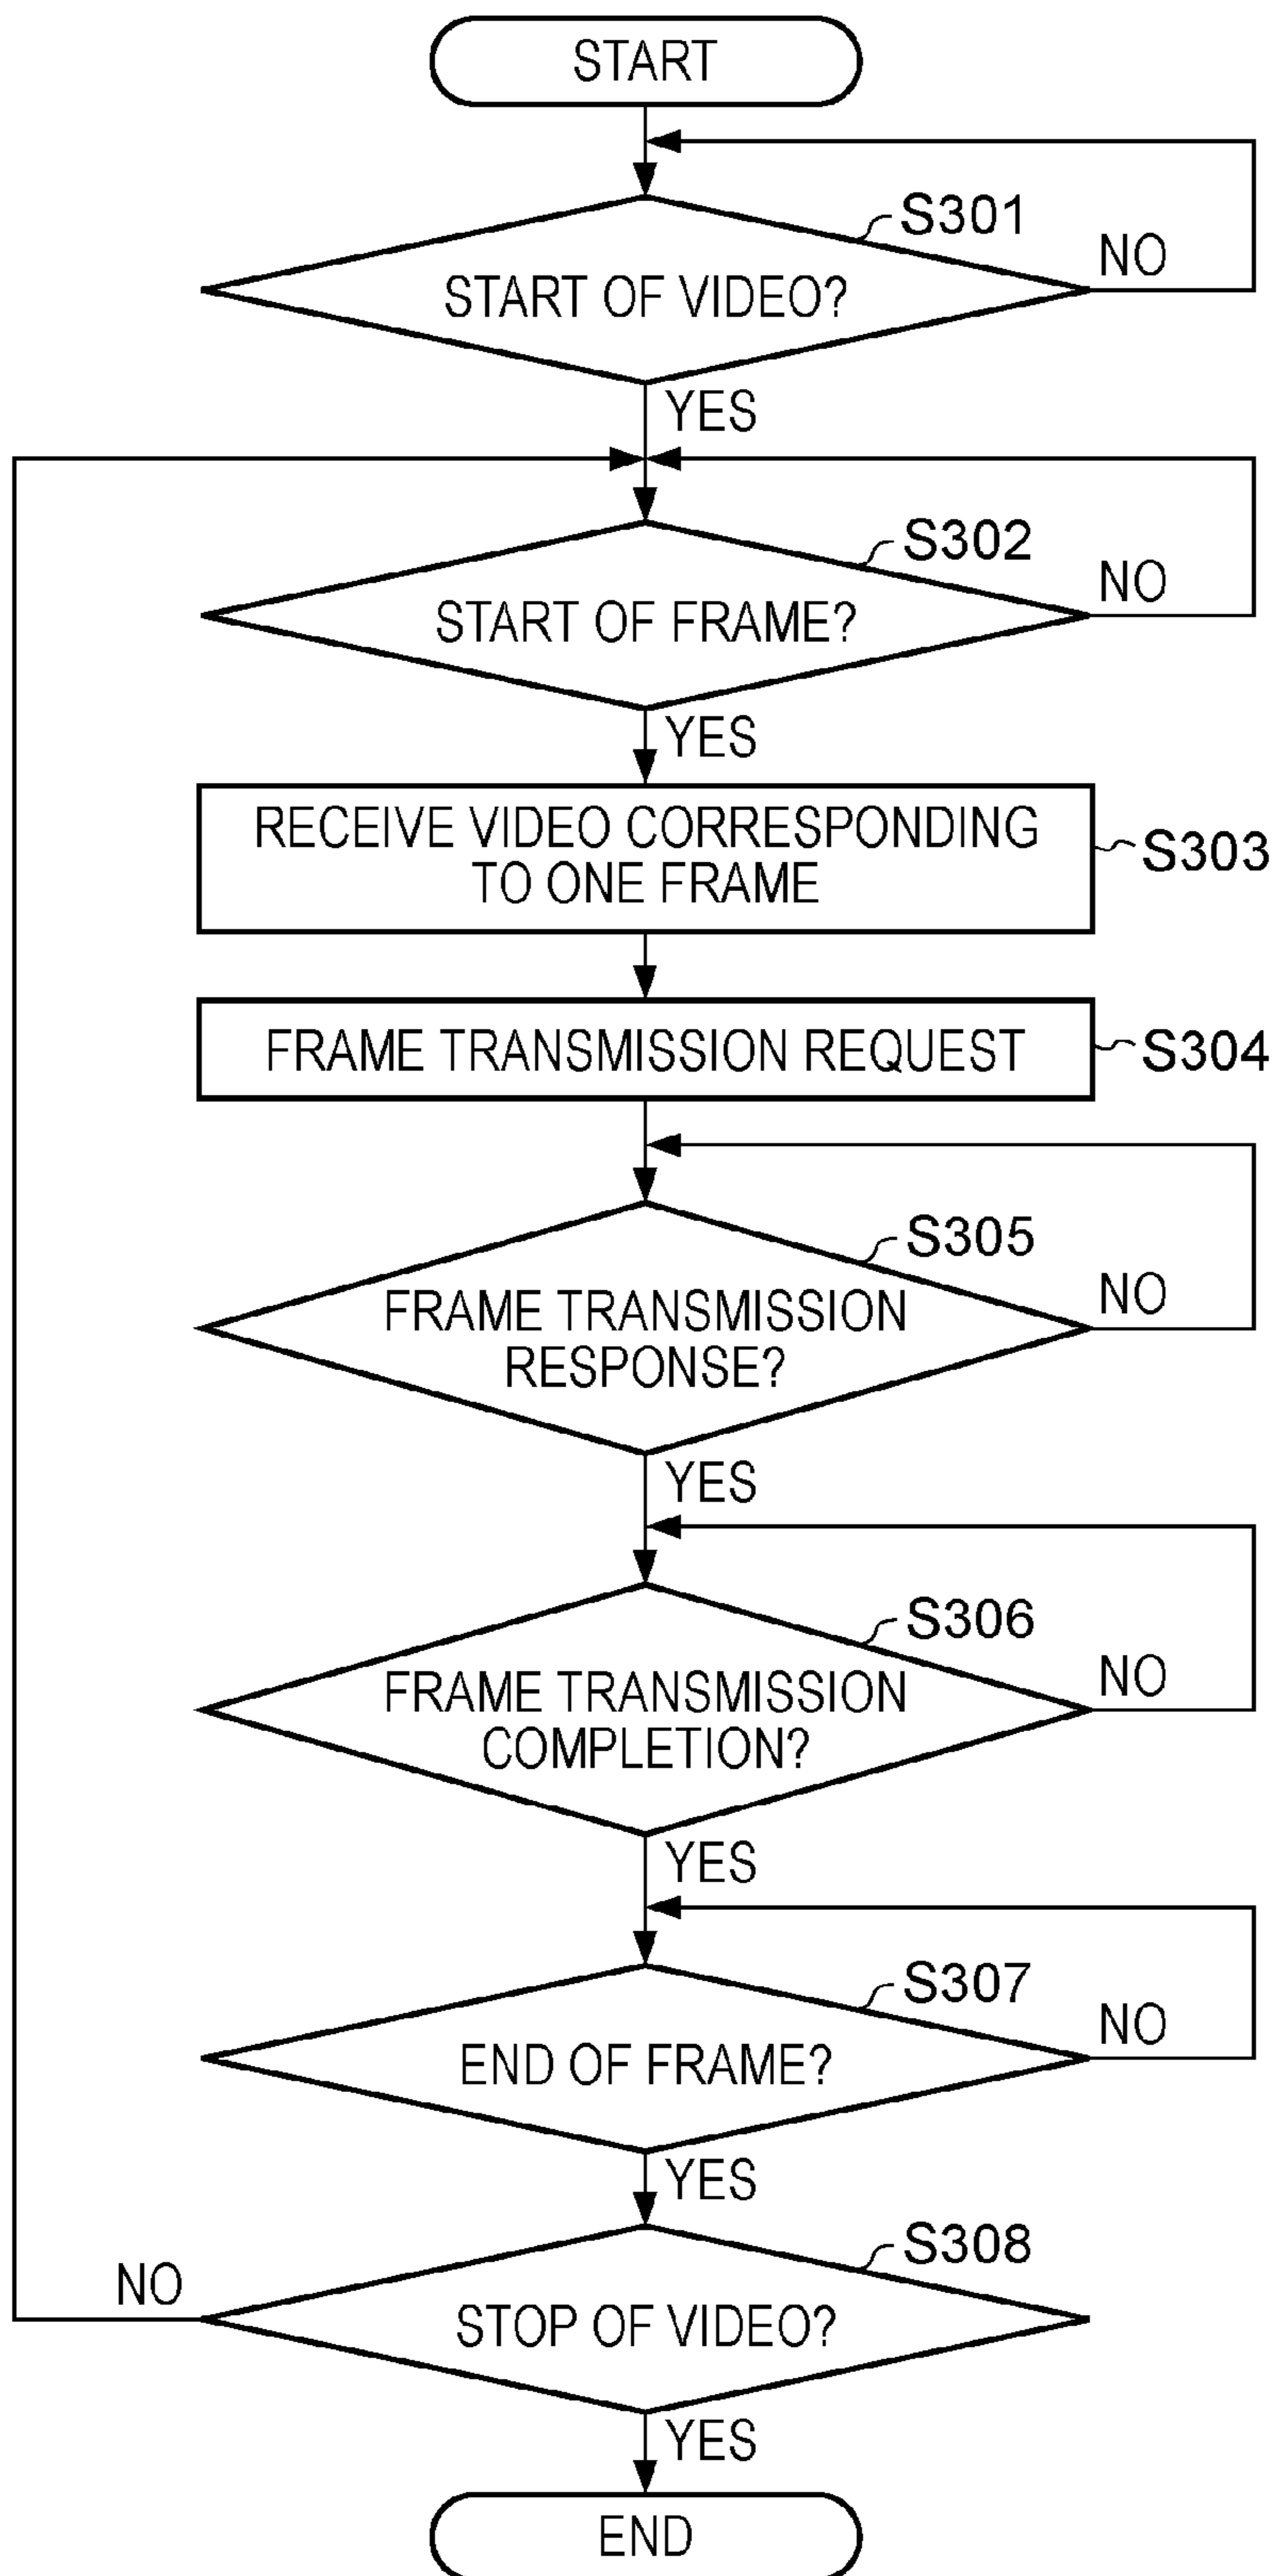 START
S301
NO
START OF VIDEO?
YES
S302
NO
START OF FRAME?
YES
RECEIVE VIDEO CORRESPONDING
TO ONE FRAME
S303
FRAME TRANSMISSION REQUEST
S304
S305
NO
FRAME TRANSMISSION
RESPONSE?
YES
S306
NO
FRAME TRANSMISSION
COMPLETION?
YES
S307
NO
END OF FRAME?
YES
S308
NO
STOP OF VIDEO?
YES
END